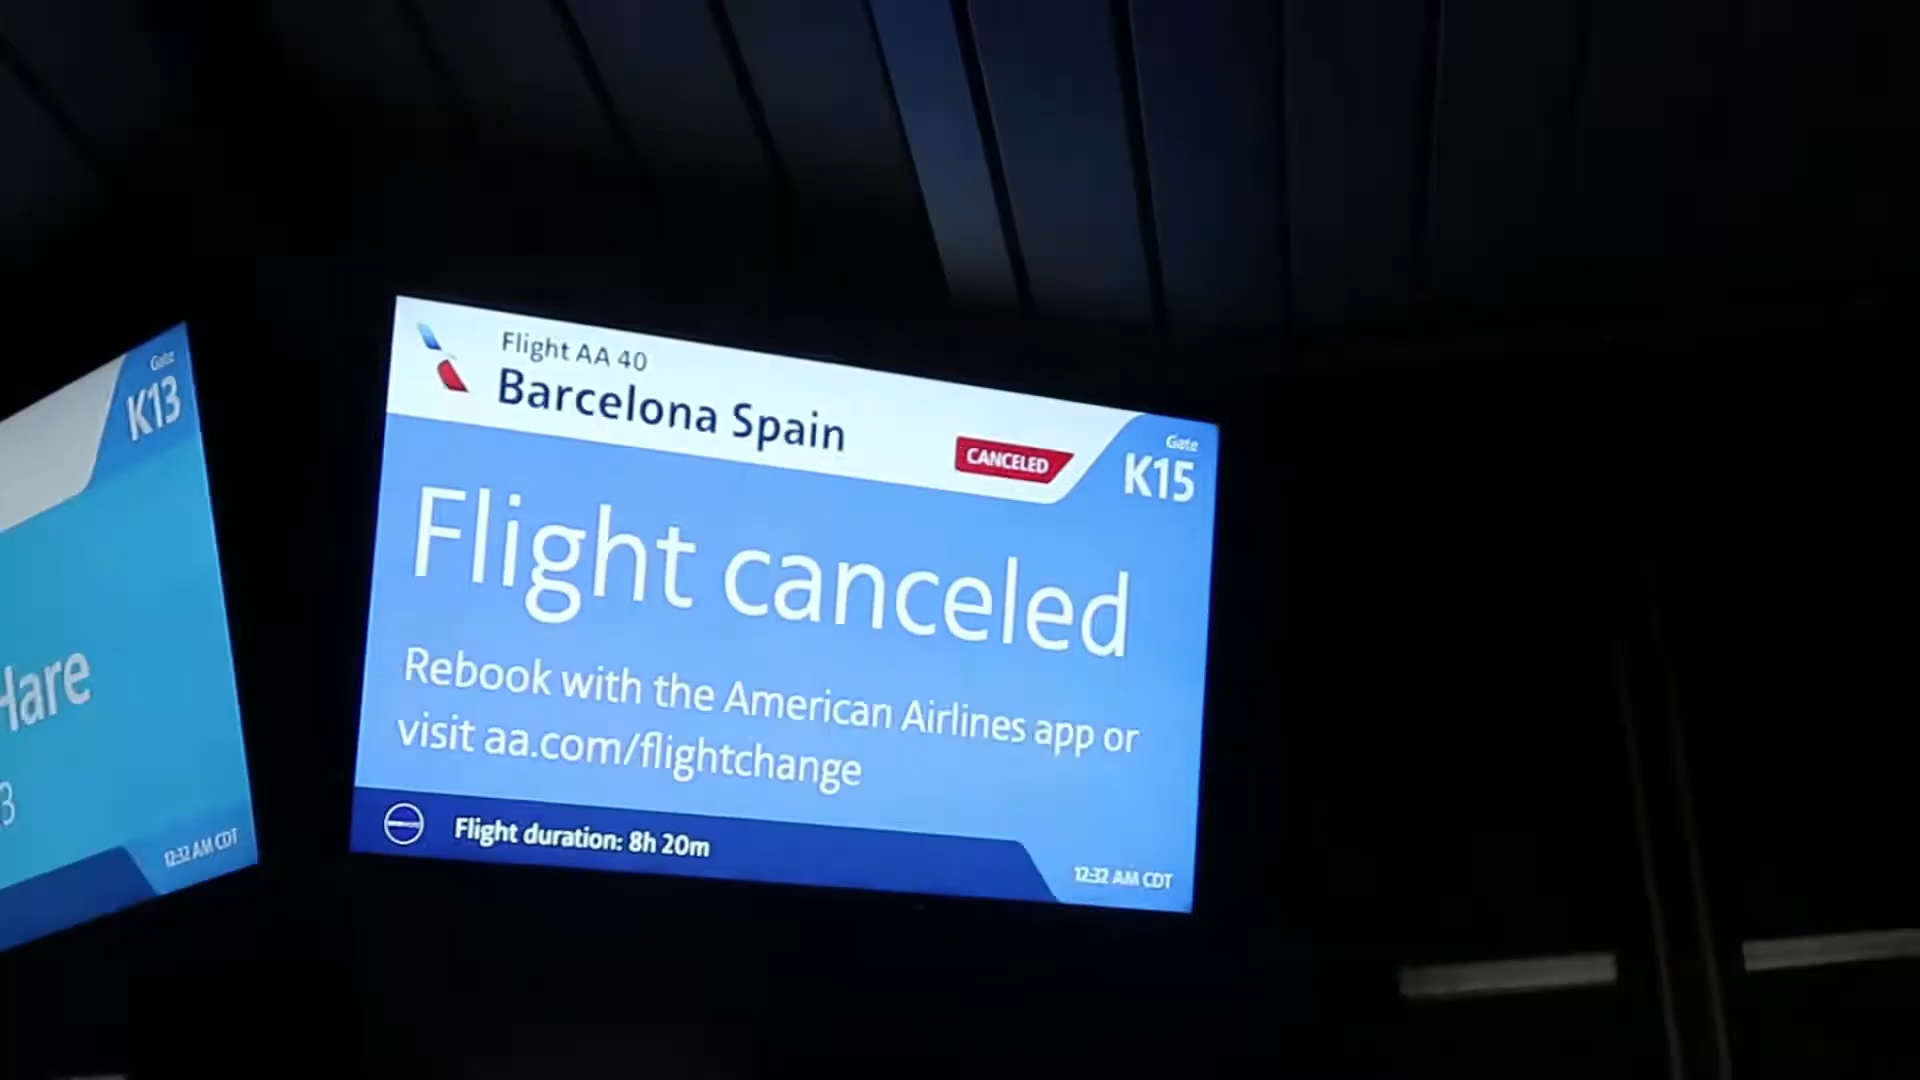 Gate
K13
Hare
3
12:32 AM CDT
Flight AA 40
Barcelona Spain
CANCELED
Gate
K15
Flight canceled
Rebook with the American Airlines app or
visit aa.com/flightchange
Flight duration: 8h 20m
12:32 AM CDT